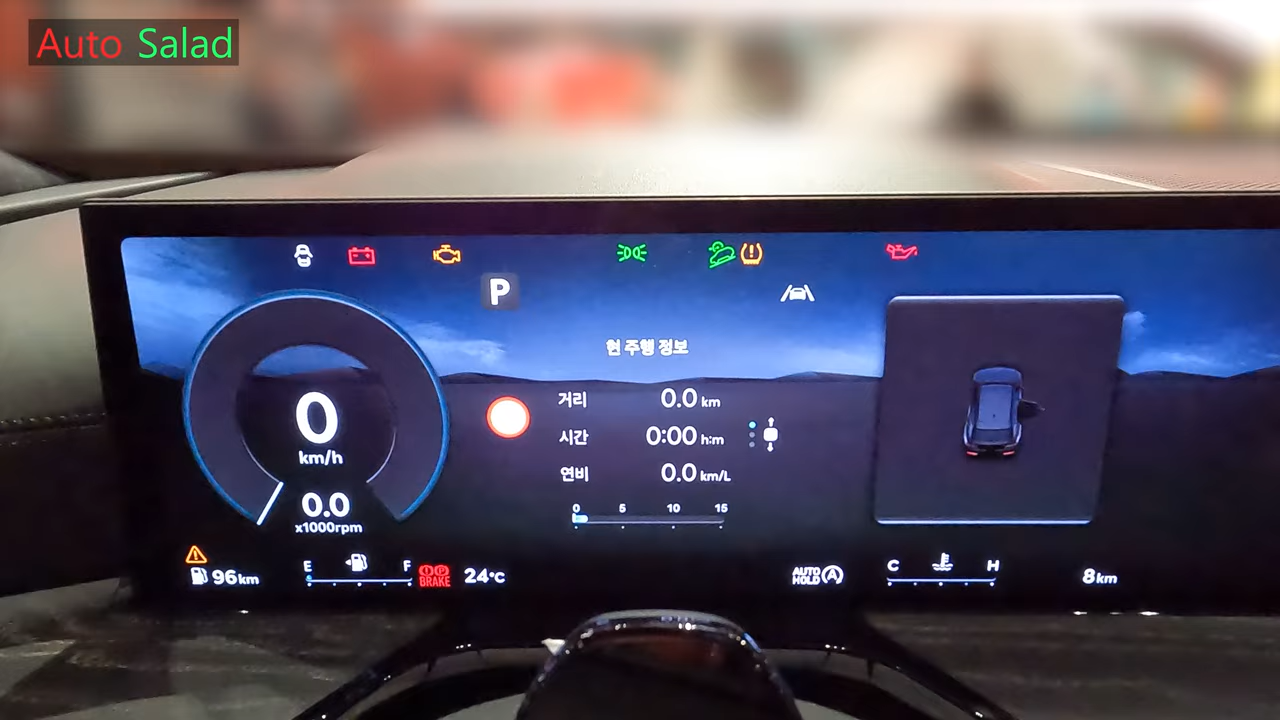 Auto Salad
P
현 주행 정보
거리 0.0 km
시간 0:00 h:m
연비 0.0 km/L
0 5 10 15
0
km/h
0.0
x1000rpm
96km
E F
BRAKE
24°C
AUTO HOLD A
C H
8km